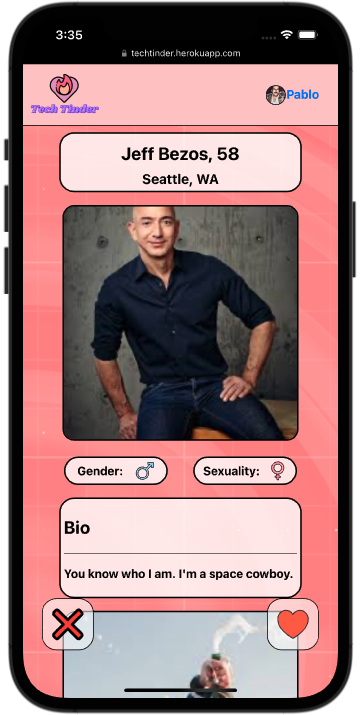 3:35
techtinder.herokuapp.com
Tech Tinder
Pablo
Jeff Bezos, 58
Seattle, WA
Gender:
Sexuality:
Bio
You know who I am. I'm a space cowboy.